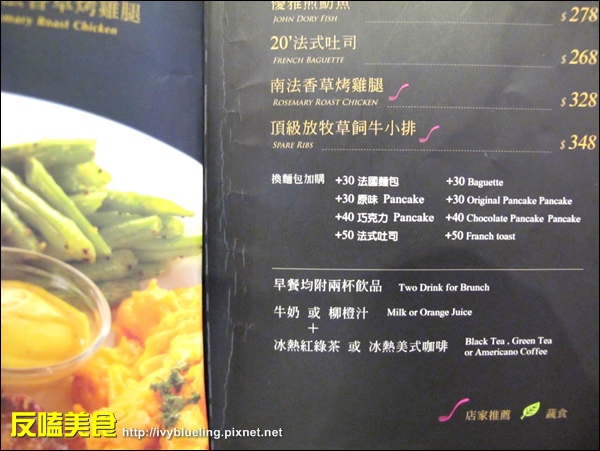 香草烤雞腿
Rosemary Roast Chicken
優雅煎魴魚
JOHN DORY FISH
$ 278
20'法式吐司
FRENCH BAGUETTE
$ 268
南法香草烤雞腿
ROSEMARY ROAST CHICKEN
$ 328
頂級放牧草飼牛小排
SPARE RIBS
$ 348
換麵包加購
+30 法國麵包 +30 Baguette
+30 原味 Pancake +30 Original Pancake Pancake
+40 巧克力 Pancake +40 Chocolate Pancake Pancake
+50 法式吐司 +50 Franch toast
早餐均附兩杯飲品 Two Drink for Brunch
牛奶 或 柳橙汁 Milk or Orange Juice
+
冰熱紅綠茶 或 冰熱美式咖啡 Black Tea , Green Tea
or Americano Coffee
店家推薦 蔬食
反嗑美食 http://ivyblueling.pixnet.net